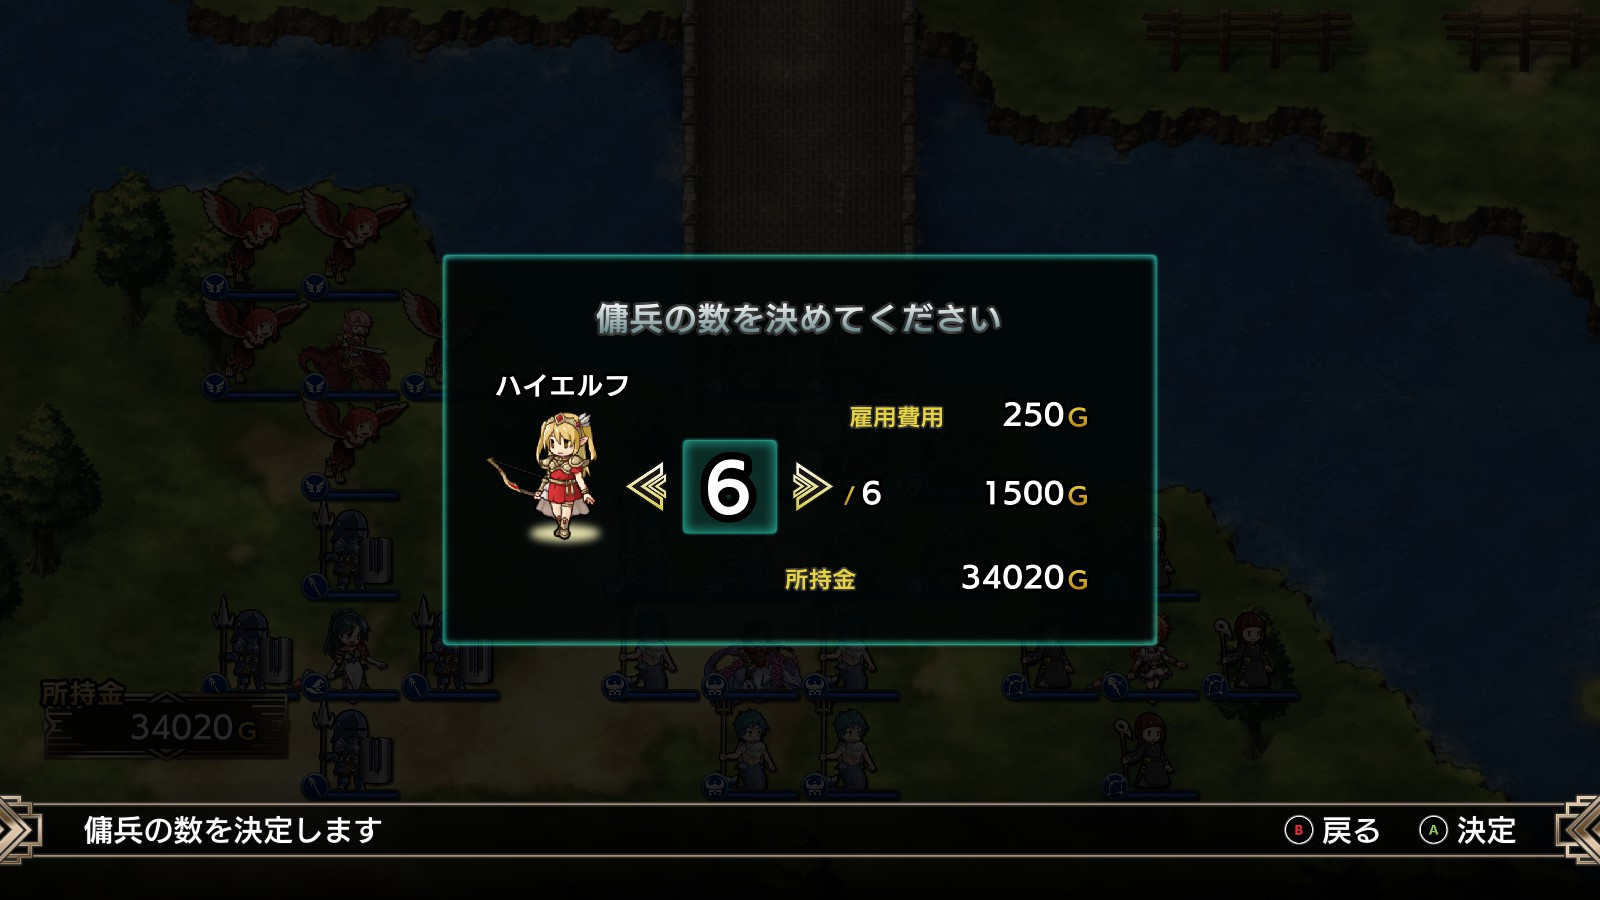 傭兵の数を決めてください
ハイエルフ
雇用費用 250G
6 /6 1500G
所持金 34020G
所持金
34020G
傭兵の数を決定します
B 戻る A 決定